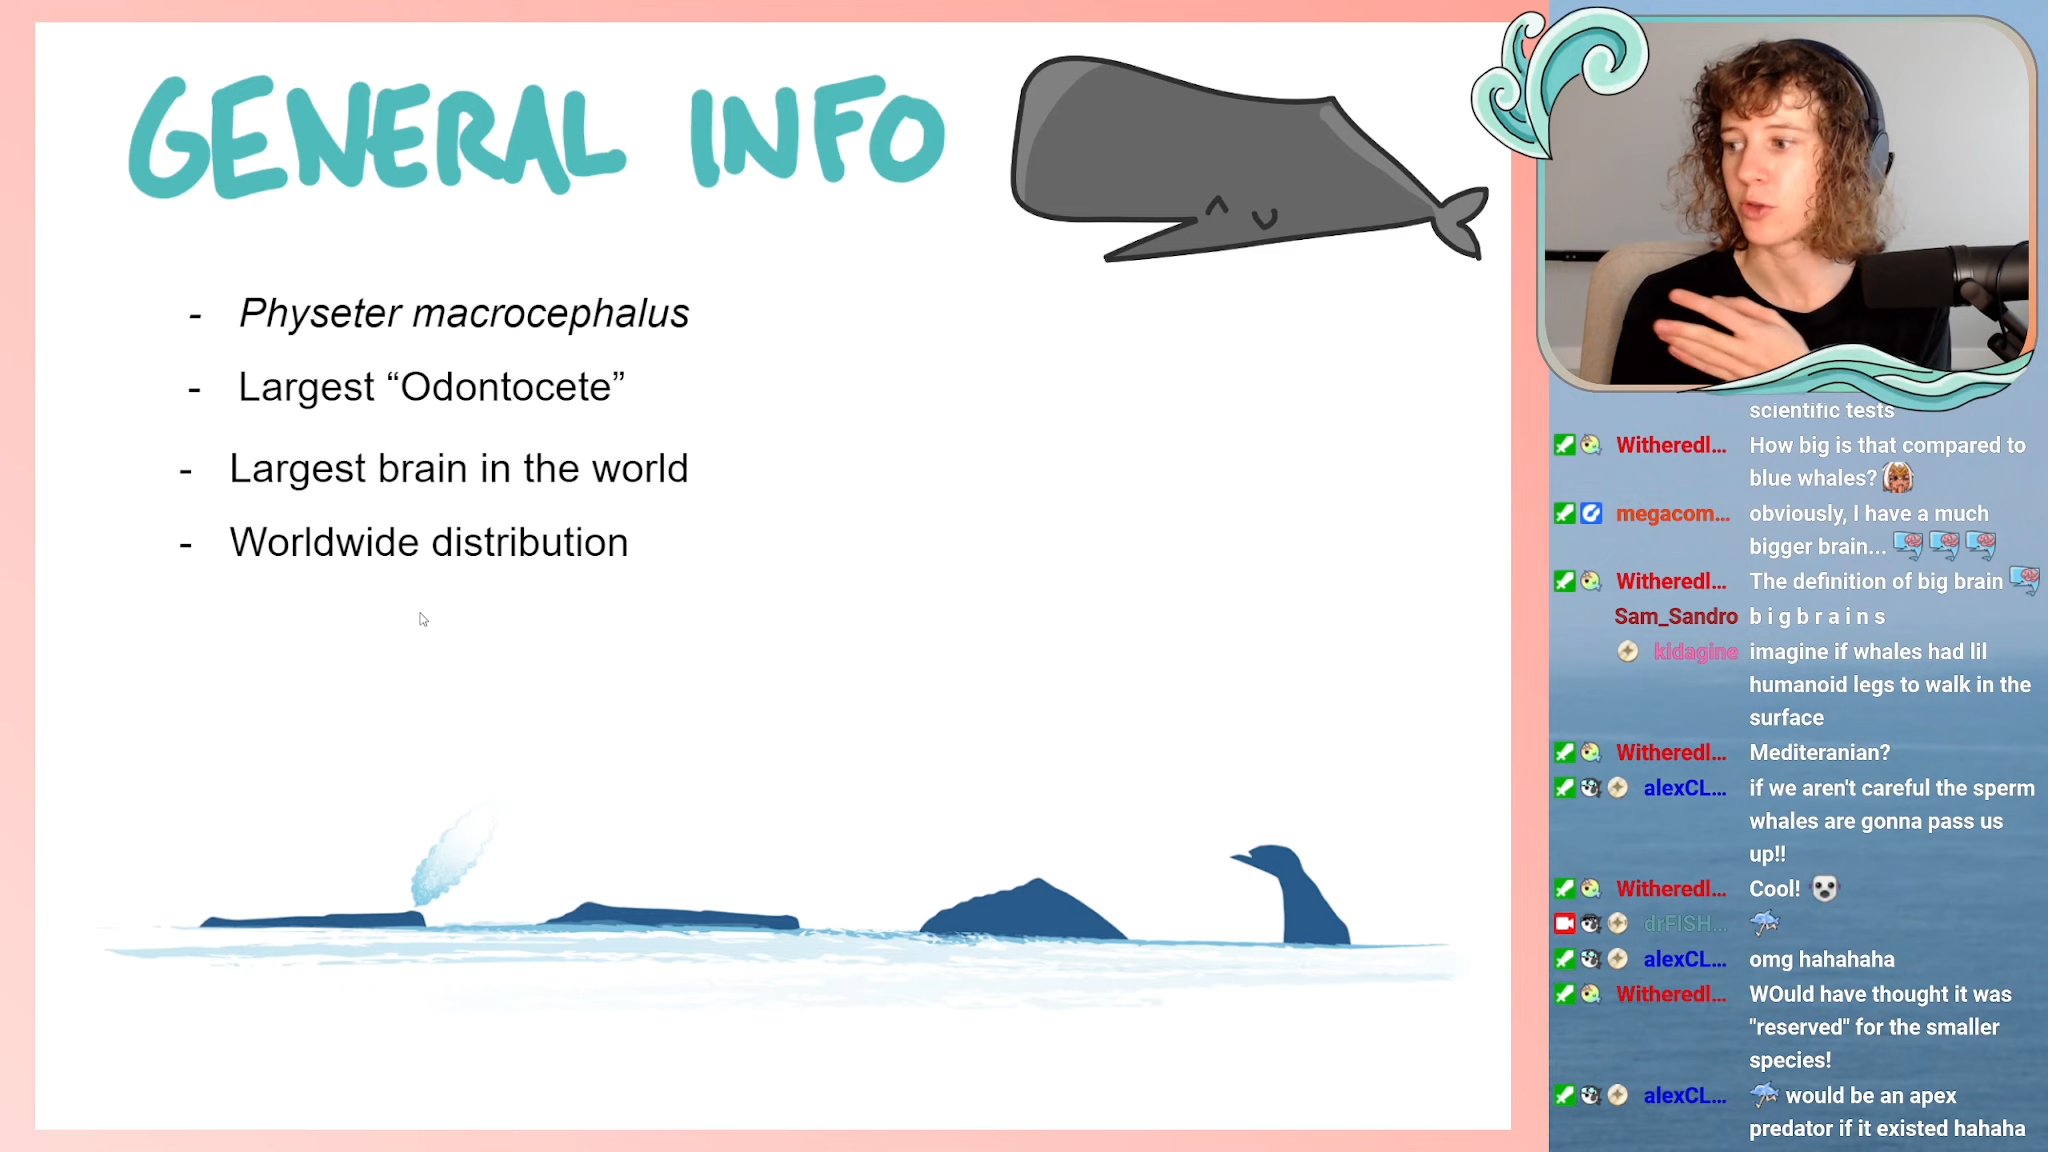 GENERAL INFO
- Physeter macrocephalus
- Largest “Odontocete”
- Largest brain in the world
- Worldwide distribution
scientific tests
Witheredl... How big is that compared to
blue whales?
megacom... obviously, I have a much
bigger brain...
Witheredl... The definition of big brain
Sam_Sandro b i g b r a i n s
kidagine imagine if whales had lil
humanoid legs to walk in the
surface
Witheredl... Mediteranian?
alexCL... if we aren't careful the sperm
whales are gonna pass us
up!!
Witheredl... Cool!
drFISH...
alexCL... omg hahahaha
Witheredl... WOuld have thought it was
"reserved" for the smaller
species!
alexCL... would be an apex
predator if it existed hahaha